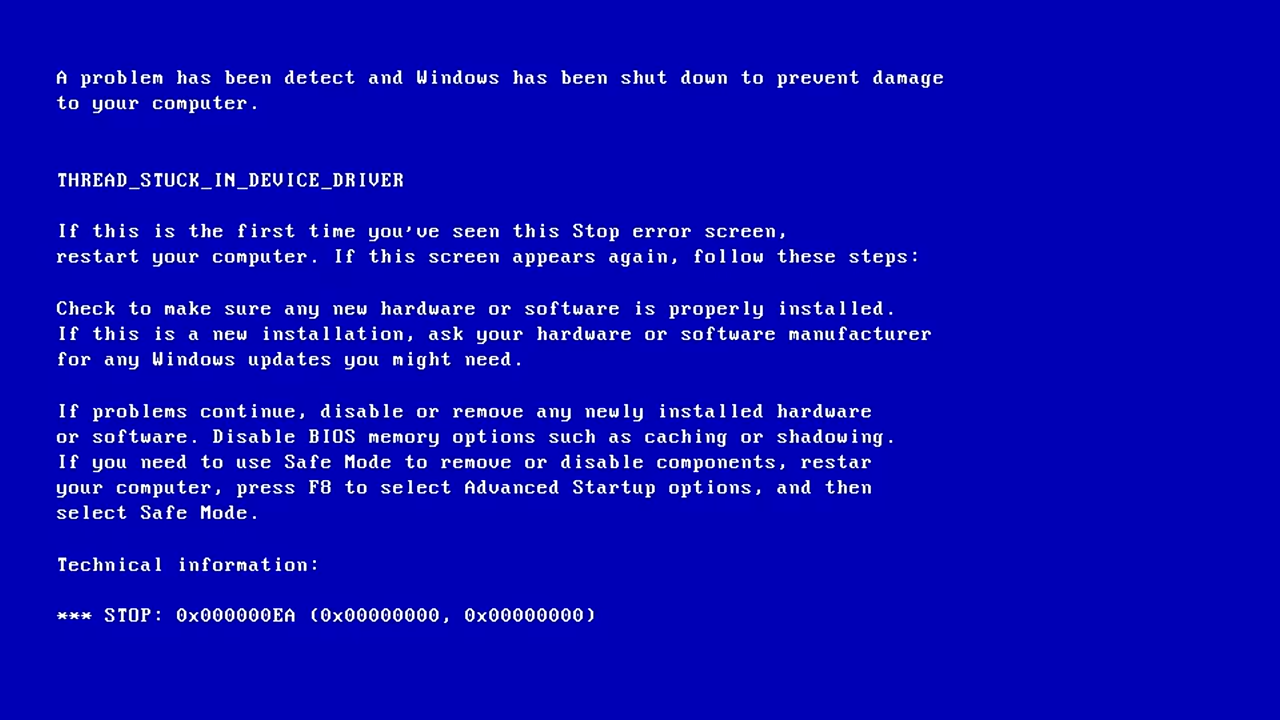 A problem has been detect and Windows has been shut down to prevent damage
to your computer.
THREAD_STUCK_IN_DEVICE_DRIVER
If this is the first time you've seen this Stop error screen,
restart your computer. If this screen appears again, follow these steps:
Check to make sure any new hardware or software is properly installed.
If this is a new installation, ask your hardware or software manufacturer
for any Windows updates you might need.
If problems continue, disable or remove any newly installed hardware
or software. Disable BIOS memory options such as caching or shadowing.
If you need to use Safe Mode to remove or disable components, restar
your computer, press F8 to select Advanced Startup options, and then
select Safe Mode.
Technical information:
*** STOP: 0x000000EA (0x00000000, 0x00000000)